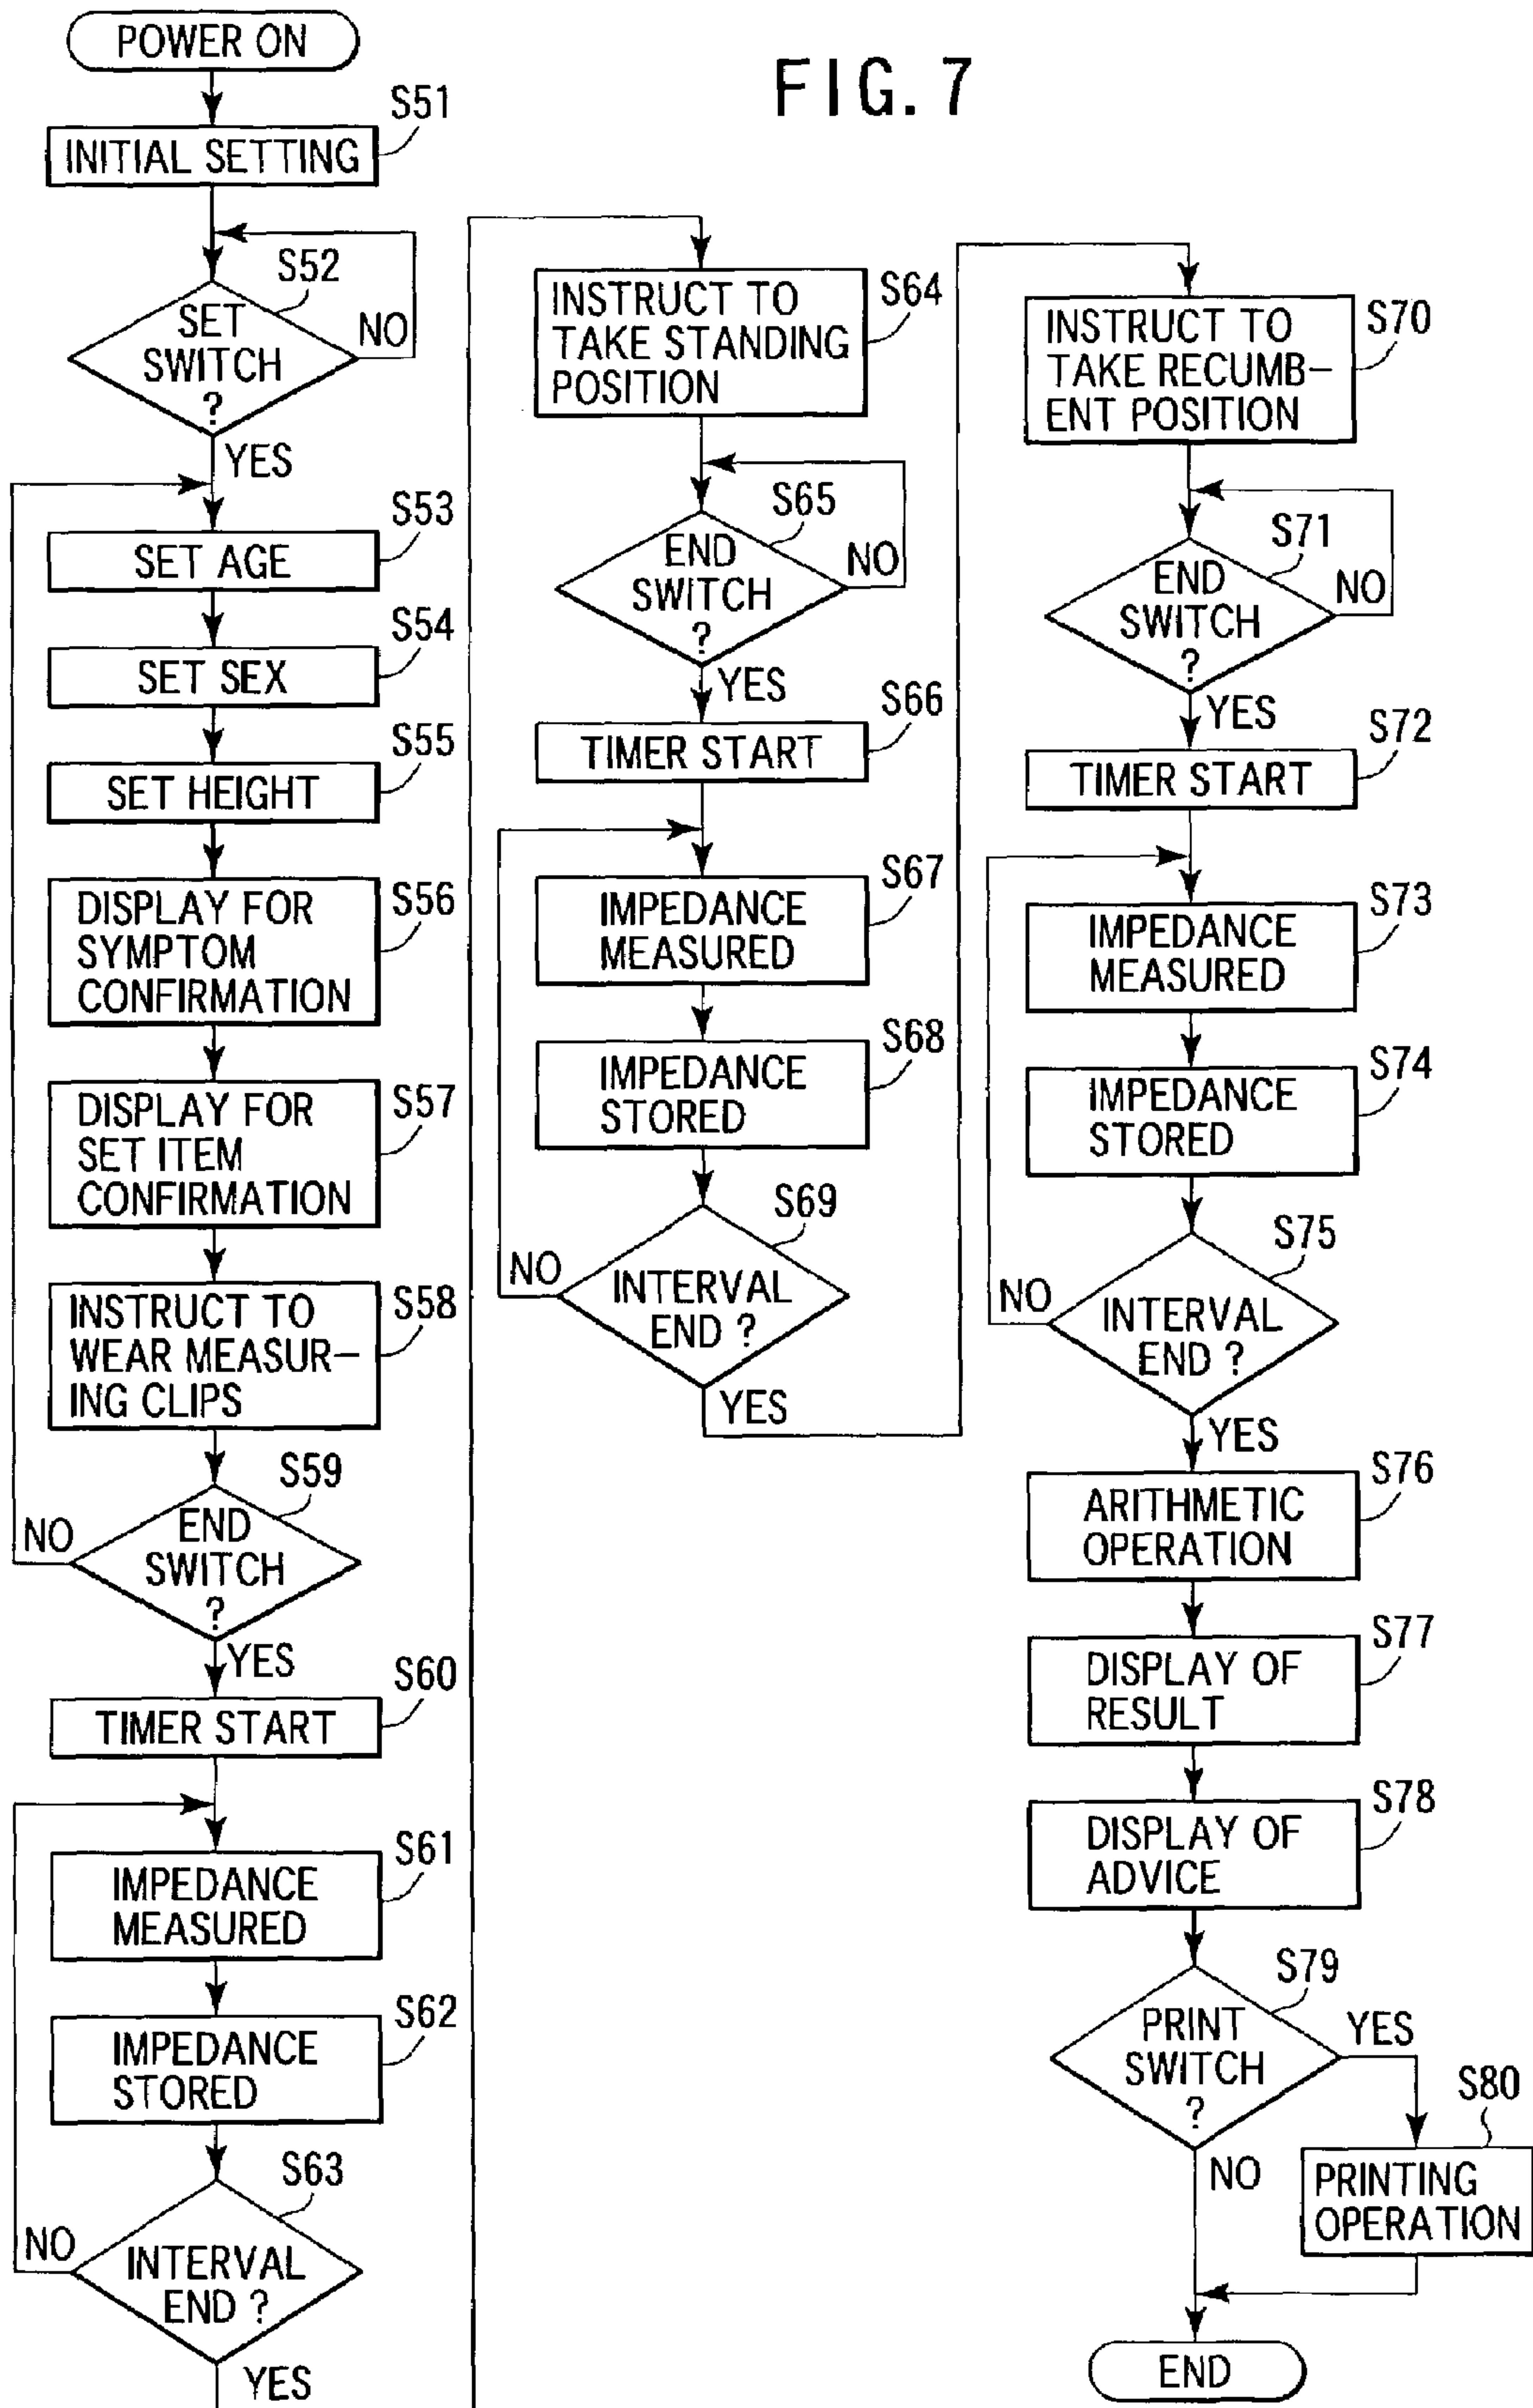 FIG. 7
POWER ON
S51
INITIAL SETTING
S52
SET
SWITCH
?
NO
YES
S53
SET AGE
S54
SET SEX
S55
SET HEIGHT
S56
DISPLAY FOR
SYMPTOM
CONFIRMATION
S57
DISPLAY FOR
SET ITEM
CONFIRMATION
S58
INSTRUCT TO
WEAR MEASUR-
ING CLIPS
S59
END
SWITCH
?
NO
YES
S60
TIMER START
S61
IMPEDANCE
MEASURED
S62
IMPEDANCE
STORED
S63
INTERVAL
END ?
NO
YES
S64
INSTRUCT TO
TAKE STANDING
POSITION
S65
END
SWITCH
?
NO
YES
S66
TIMER START
S67
IMPEDANCE
MEASURED
S68
IMPEDANCE
STORED
S69
INTERVAL
END ?
NO
YES
S70
INSTRUCT TO
TAKE RECUMB-
ENT POSITION
S71
END
SWITCH
?
NO
YES
S72
TIMER START
S73
IMPEDANCE
MEASURED
S74
IMPEDANCE
STORED
S75
INTERVAL
END ?
NO
YES
S76
ARITHMETIC
OPERATION
S77
DISPLAY OF
RESULT
S78
DISPLAY OF
ADVICE
S79
PRINT
SWITCH
?
YES
NO
S80
PRINTING
OPERATION
END